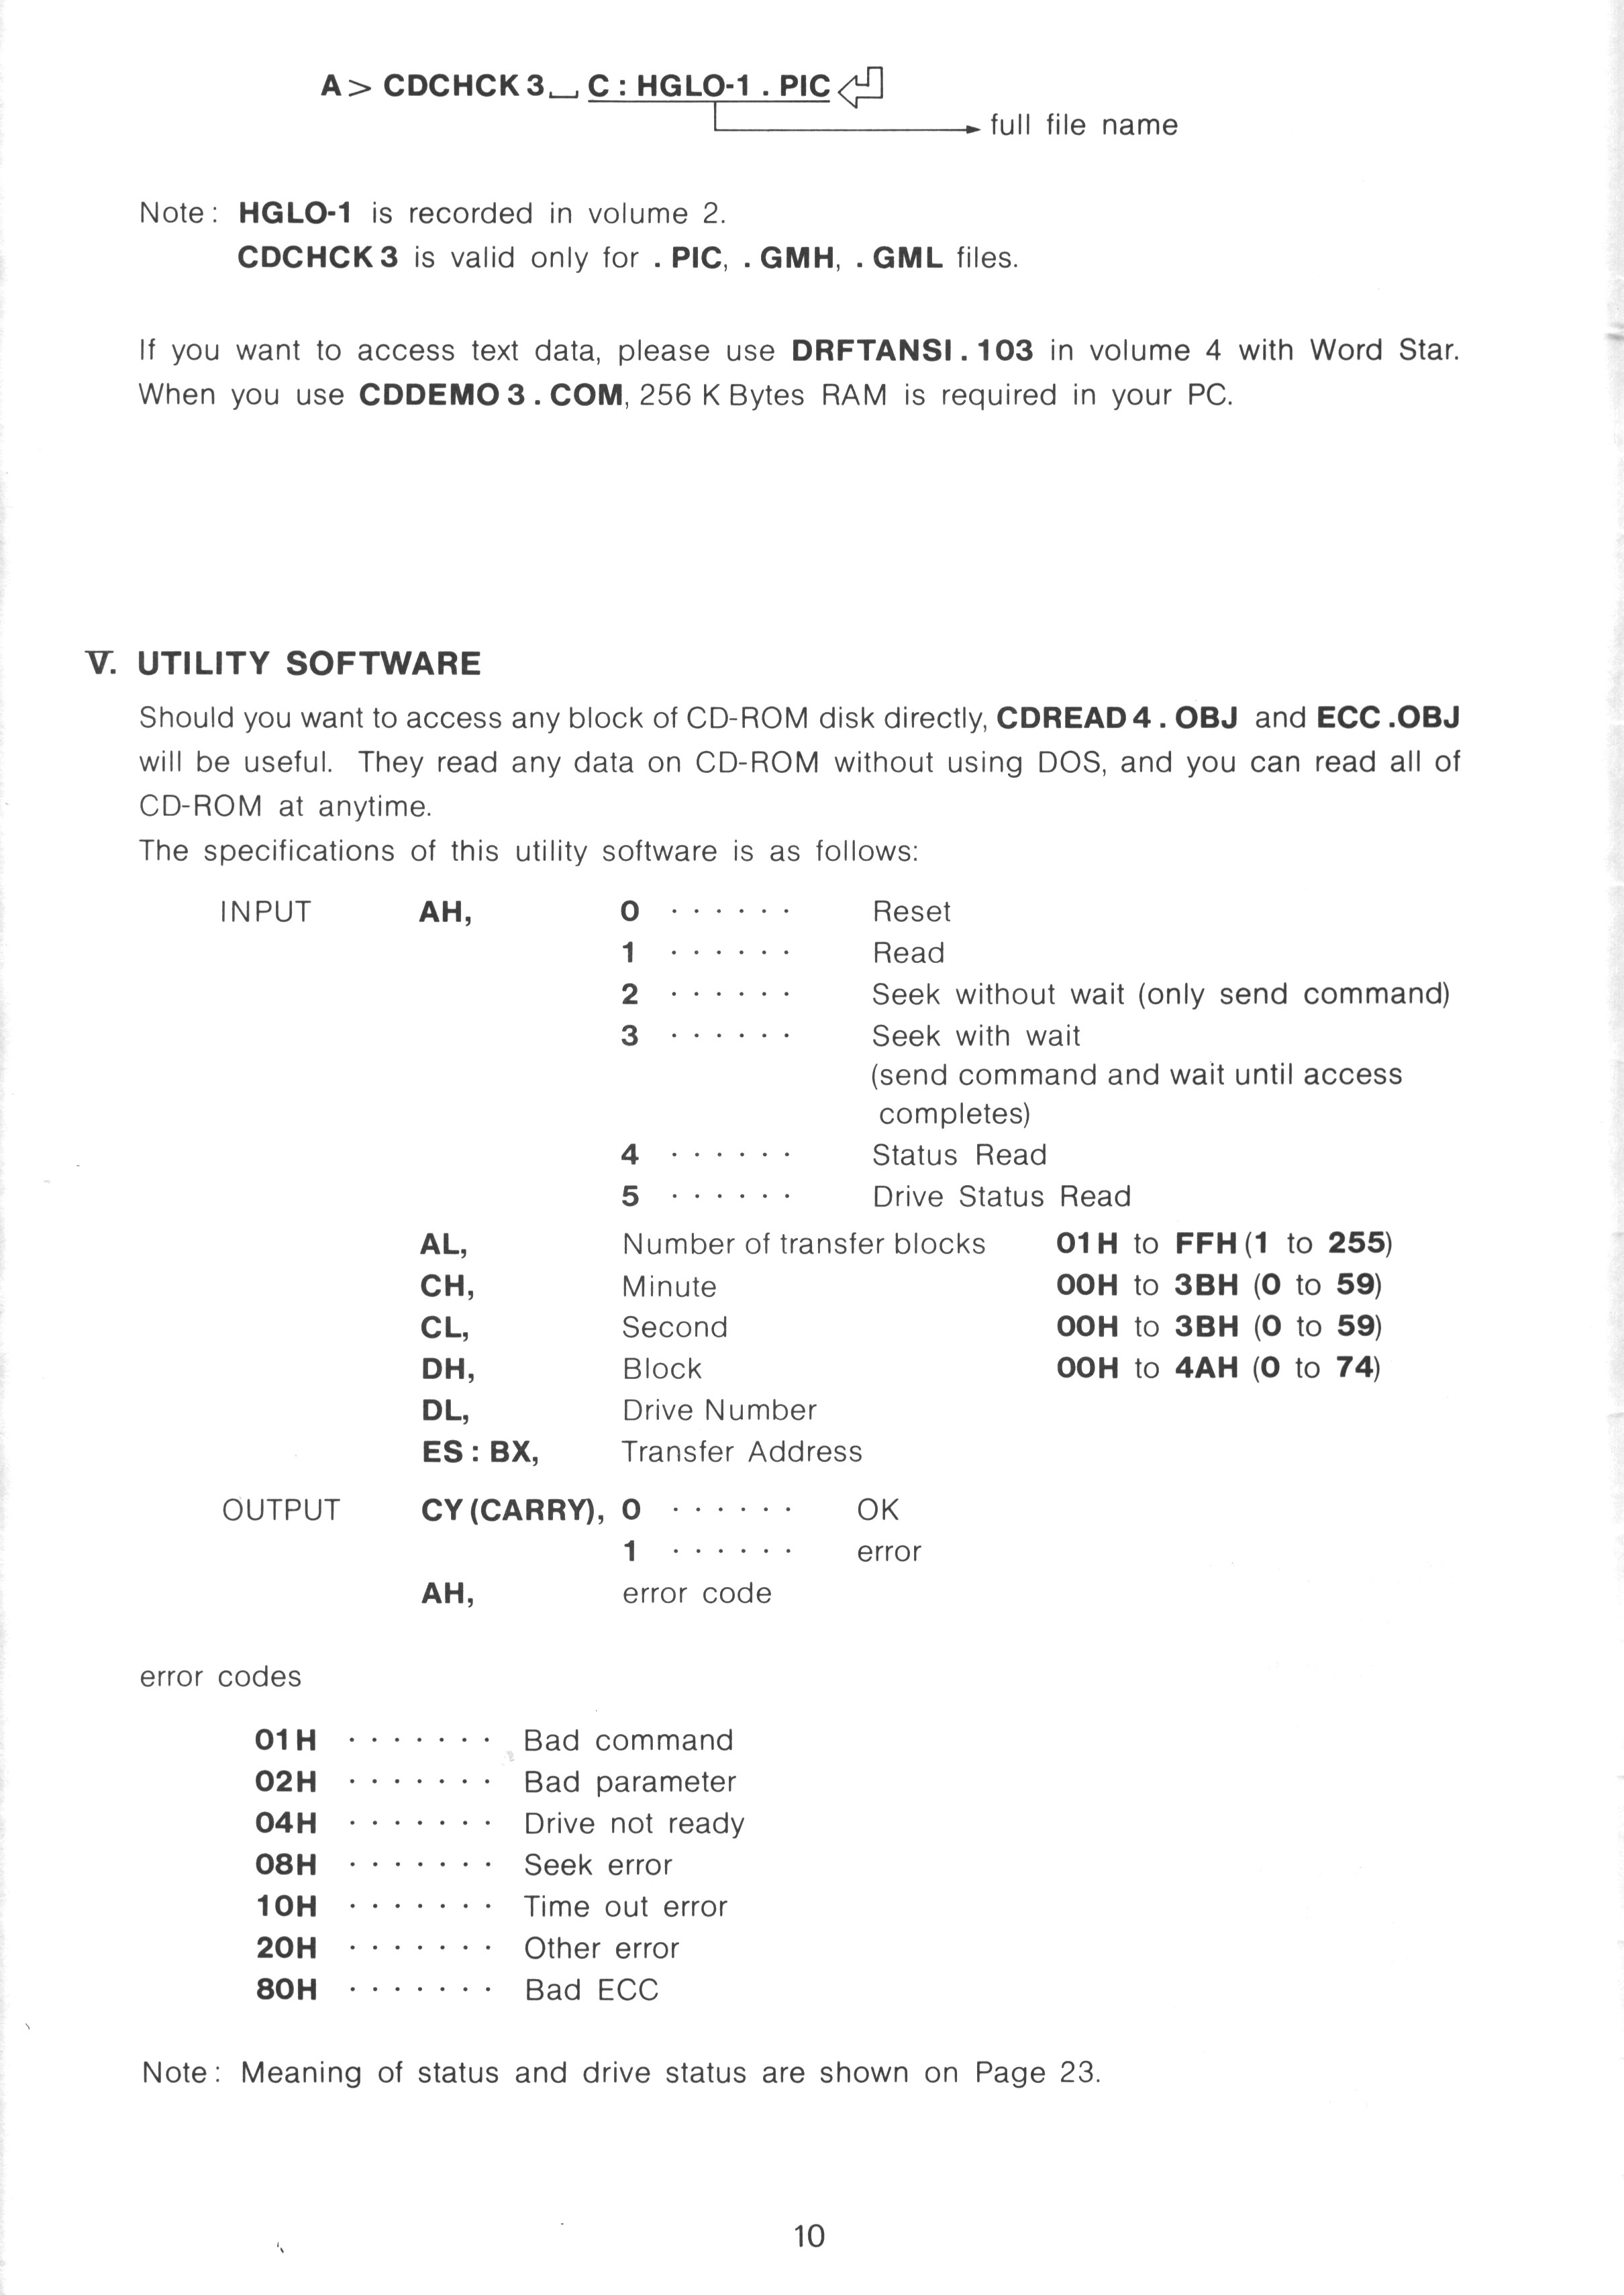 A > CDCHCK 3␣ C : HGLO-1 . PIC
full file name
Note : HGLO-1 is recorded in volume 2.
CDCHCK 3 is valid only for . PIC, . GMH, . GML files.
If you want to access text data, please use DRFTANSI . 103 in volume 4 with Word Star.
When you use CDDEMO 3 . COM, 256 K Bytes RAM is required in your PC.
V. UTILITY SOFTWARE
Should you want to access any block of CD-ROM disk directly, CDREAD 4 . OBJ and ECC .OBJ
will be useful. They read any data on CD-ROM without using DOS, and you can read all of
CD-ROM at anytime.
The specifications of this utility software is as follows:
INPUT AH, 0 · · · · · · Reset
1 · · · · · · Read
2 · · · · · · Seek without wait (only send command)
3 · · · · · · Seek with wait
(send command and wait until access
completes)
4 · · · · · · Status Read
5 · · · · · · Drive Status Read
AL, Number of transfer blocks 01H to FFH (1 to 255)
CH, Minute 00H to 3BH (0 to 59)
CL, Second 00H to 3BH (0 to 59)
DH, Block 00H to 4AH (0 to 74)
DL, Drive Number
ES : BX, Transfer Address
OUTPUT CY (CARRY), 0 · · · · · · OK
1 · · · · · · error
AH, error code
error codes
01H · · · · · · · Bad command
02H · · · · · · · Bad parameter
04H · · · · · · · Drive not ready
08H · · · · · · · Seek error
10H · · · · · · · Time out error
20H · · · · · · · Other error
80H · · · · · · · Bad ECC
Note : Meaning of status and drive status are shown on Page 23.
10